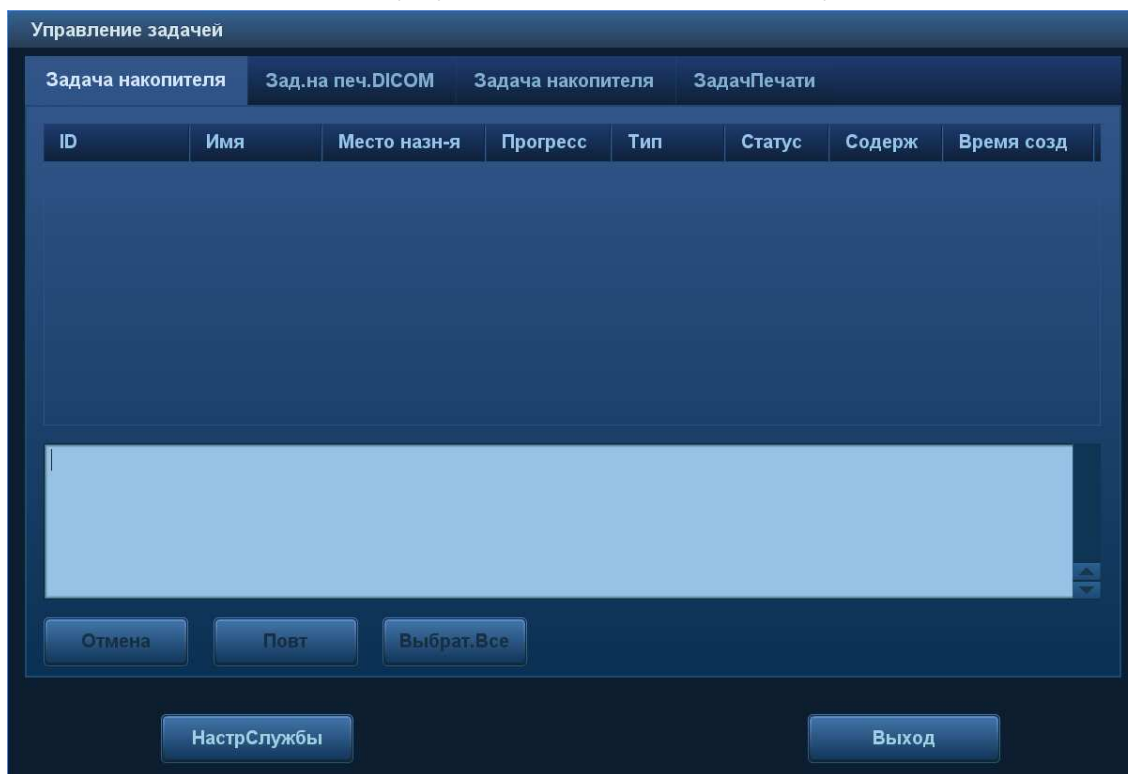 Управление задачей
Задача накопителя Зад.на печ.DICOM Задача накопителя ЗадачПечати
ID Имя Место назн-я Прогресс Тип Статус Содерж Время созд
Отмена Повт Выбрат.Все
НастрСлужбы Выход